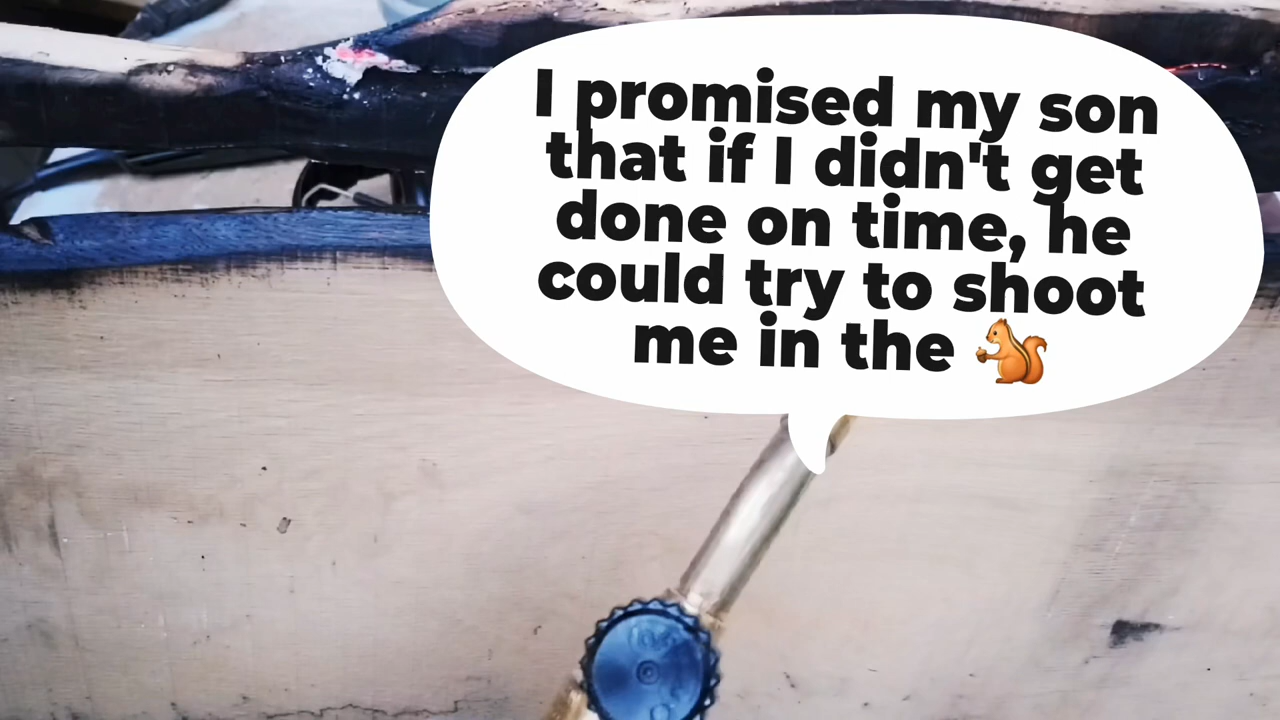 I promised my son
that if I didn't get
done on time, he
could try to shoot
me in the 🐿️